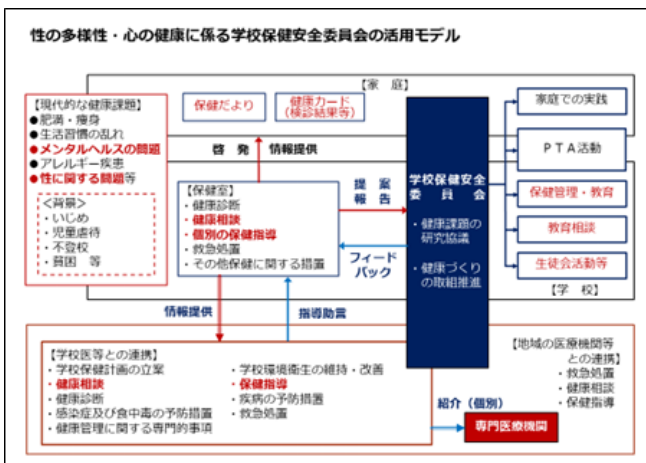 性の多様性・心の健康に係る学校保健安全委員会の活用モデル
【家 庭】
【現代的な健康課題】
●肥満・痩身
●生活習慣の乱れ
●メンタルヘルスの問題
●アレルギー疾患
●性に関する問題等
＜背景＞
・いじめ
・児童虐待
・不登校
・貧困 等
保健だより
健康カード
（検診結果等）
啓 発 情報提供
【保健室】
・健康診断
・健康相談
・個別の保健指導
・救急処置
・その他保健に関する措置
提 案
報 告
フィード
バック
学校保健安全
委 員 会
・健康課題の
研究協議
・健康づくり
の取組推進
家庭での実践
ＰＴＡ活動
保健管理・教育
教育相談
生徒会活動等
【学 校】
情報提供
指導助言
【学校医等との連携】
・学校保健計画の立案
・健康相談
・健康診断
・感染症及び食中毒の予防措置
・健康管理に関する専門的事項
・学校環境衛生の維持・改善
・保健指導
・疾病の予防措置
・救急処置
【地域の医療機関等
との連携】
・救急処置
・健康相談
・保健指導
紹介（個別）
専門医療機関